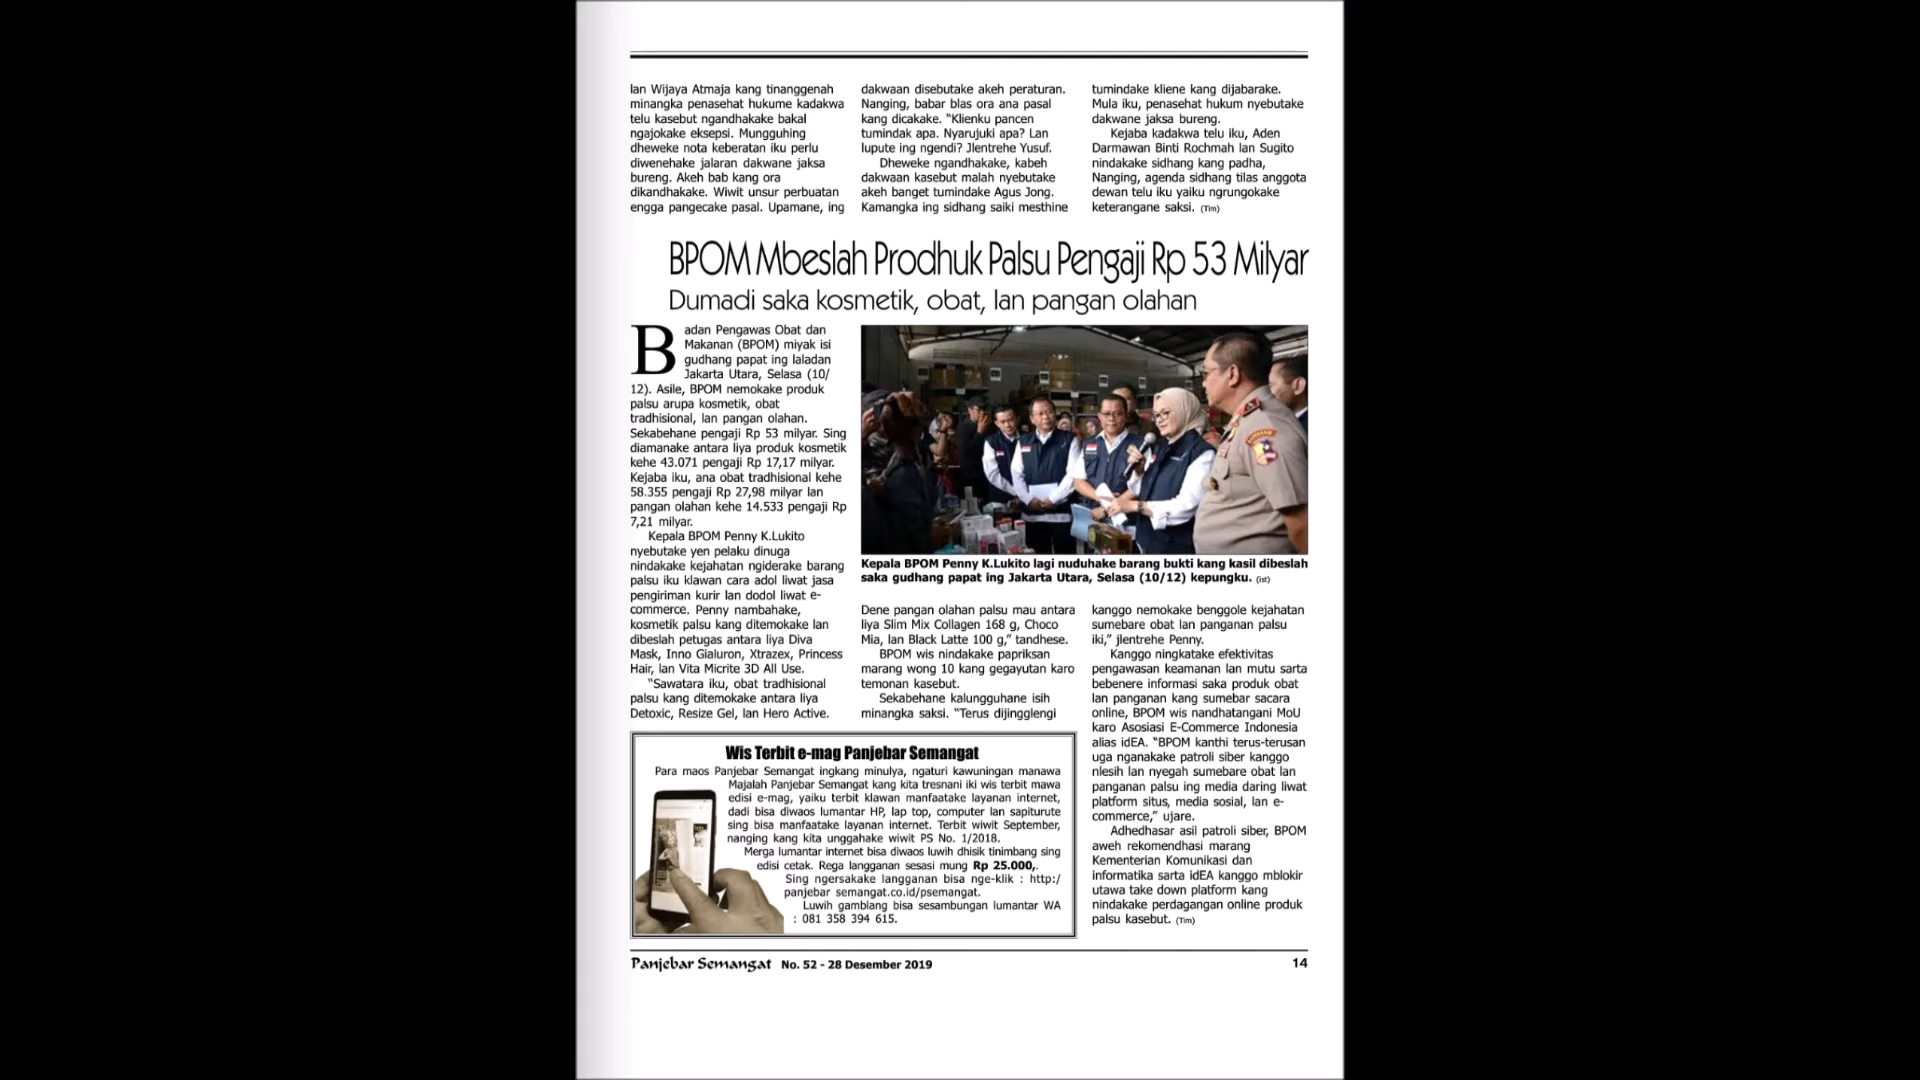 lan Wijaya Atmaja kang tinanggenah
minangka penasehat hukume kadakwa
telu kasebut ngandhakake bakal
ngajokake eksepsi. Mungguhing
dheweke nota keberatan iku perlu
diwenehake jalaran dakwane jaksa
bureng. Akeh bab kang ora
dikandhakake. Wiwit unsur perbuatan
engga pangecake pasal. Upamane, ing
dakwaan disebutake akeh peraturan.
Nanging, babar blas ora ana pasal
kang dicakake. “Klienku pancen
tumindak apa. Nyarujuki apa? Lan
lupute ing ngendi? Jlentrehe Yusuf.
Dheweke ngandhakake, kabeh
dakwaan kasebut malah nyebutake
akeh banget tumindake Agus Jong.
Kamangka ing sidhang saiki mesthine
tumindake kliene kang dijabarake.
Mula iku, penasehat hukum nyebutake
dakwane jaksa bureng.
Kejaba kadakwa telu iku, Aden
Darmawan Binti Rochmah lan Sugito
nindakake sidhang kang padha,
Nanging, agenda sidhang tilas anggota
dewan telu iku yaiku ngrungokake
keterangane saksi. (Tim)
BPOM Mbeslah Prodhuk Palsu Pengaji Rp 53 Milyar
Dumadi saka kosmetik, obat, lan pangan olahan
Badan Pengawas Obat dan
Makanan (BPOM) miyak isi
gudhang papat ing laladan
Jakarta Utara, Selasa (10/
12). Asile, BPOM nemokake produk
palsu arupa kosmetik, obat
tradhisional, lan pangan olahan.
Sekabehane pengaji Rp 53 milyar. Sing
diamanake antara liya produk kosmetik
kehe 43.071 pengaji Rp 17,17 milyar.
Kejaba iku, ana obat tradhisional kehe
58.355 pengaji Rp 27,98 milyar lan
pangan olahan kehe 14.533 pengaji Rp
7,21 milyar.
Kepala BPOM Penny K.Lukito
nyebutake yen pelaku dinuga
nindakake kejahatan ngiderake barang
palsu iku klawan cara adol liwat jasa
pengiriman kurir lan dodol liwat e-
commerce. Penny nambahake,
kosmetik palsu kang ditemokake lan
dibeslah petugas antara liya Diva
Mask, Inno Gialuron, Xtrazex, Princess
Hair, lan Vita Micrite 3D All Use.
“Sawatara iku, obat tradhisional
palsu kang ditemokake antara liya
Detoxic, Resize Gel, lan Hero Active.
Kepala BPOM Penny K.Lukito lagi nuduhake barang bukti kang kasil dibeslah
saka gudhang papat ing Jakarta Utara, Selasa (10/12) kepungku. (ist)
Dene pangan olahan palsu mau antara
liya Slim Mix Collagen 168 g, Choco
Mia, lan Black Latte 100 g,” tandhese.
BPOM wis nindakake papriksan
marang wong 10 kang gegayutan karo
temonan kasebut.
Sekabehane kalungguhane isih
minangka saksi. “Terus dijingglengi
kanggo nemokake benggole kejahatan
sumebare obat lan panganan palsu
iki,” jlentrehe Penny.
Kanggo ningkatake efektivitas
pengawasan keamanan lan mutu sarta
bebenere informasi saka produk obat
lan panganan kang sumebar sacara
online, BPOM wis nandhatangani MoU
karo Asosiasi E-Commerce Indonesia
alias idEA. “BPOM kanthi terus-terusan
uga nganakake patroli siber kanggo
nlesih lan nyegah sumebare obat lan
panganan palsu ing media daring liwat
platform situs, media sosial, lan e-
commerce,” ujare.
Adhedhasar asil patroli siber, BPOM
aweh rekomendhasi marang
Kementerian Komunikasi dan
informatika sarta idEA kanggo mblokir
utawa take down platform kang
nindakake perdagangan online produk
palsu kasebut. (Tim)
Wis Terbit e-mag Panjebar Semangat
Para maos Panjebar Semangat ingkang minulya, ngaturi kawuningan manawa
Majalah Panjebar Semangat kang kita tresnani iki wis terbit mawa
edisi e-mag, yaiku terbit klawan manfaatake layanan internet,
dadi bisa diwaos lumantar HP, lap top, computer lan sapiturute
sing bisa manfaatake layanan internet. Terbit wiwit September,
nanging kang kita unggahake wiwit PS No. 1/2018.
Merga lumantar internet bisa diwaos luwih dhisik tinimbang sing
edisi cetak. Rega langganan sesasi mung Rp 25.000,.
Sing ngersakake langganan bisa nge-klik : http:/
panjebar semangat.co.id/psemangat.
Luwih gamblang bisa sesambungan lumantar WA
: 081 358 394 615.
Panjebar Semangat No. 52 - 28 Desember 2019
14